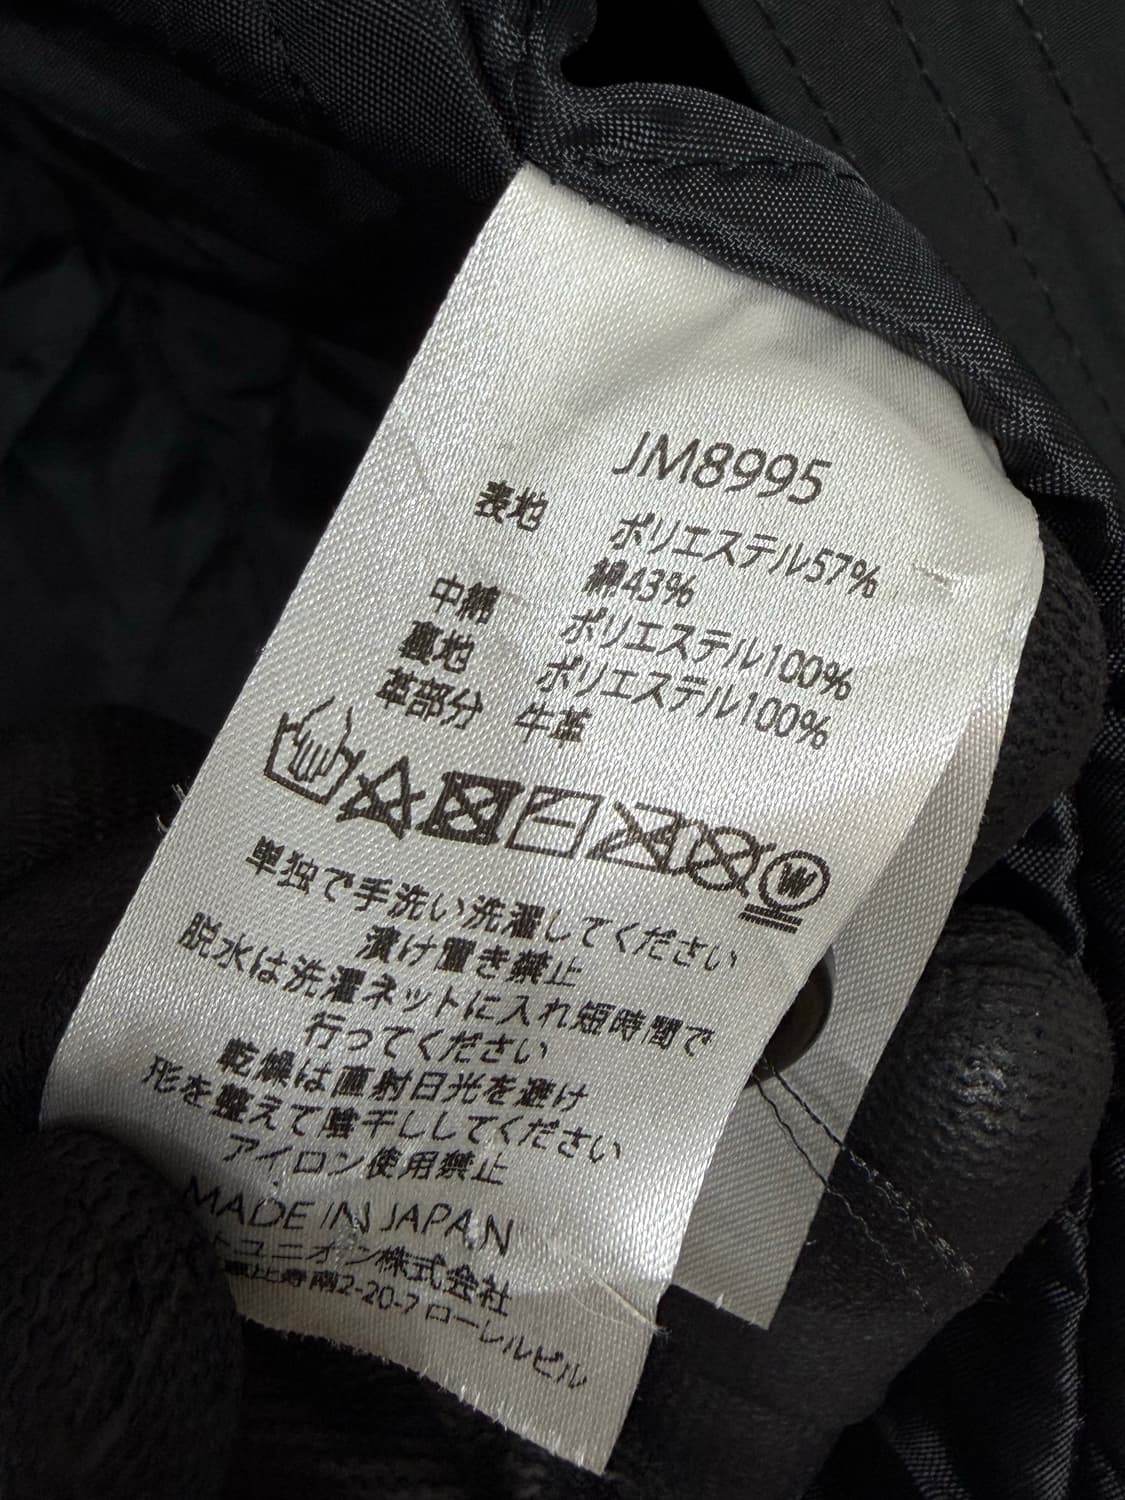 JM8995
表地 ポリエステル57%
綿43%
中綿 ポリエステル100%
裏地 ポリエステル100%
革部分 牛革
W
単独で手洗い洗濯してください
漬け置き禁止
脱水は洗濯ネットに入れ短時間で
行ってください
乾燥は直射日光を避け
形を整えて陰干ししてください
アイロン使用禁止
MADE IN JAPAN
トユニオン株式会社
恵比寿南2-20-7 ローレルビル